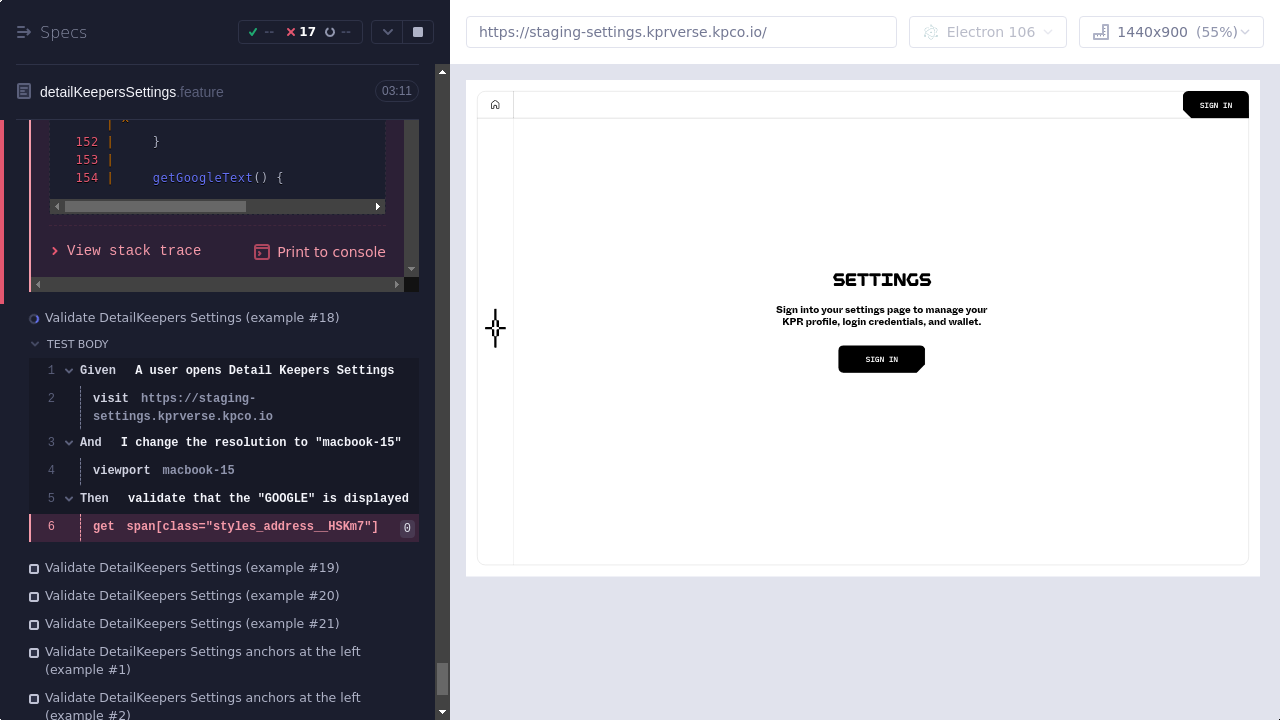 Specs
-- 17 --
https://staging-settings.kprverse.kpco.io/
Electron 106
1440x900 (55%)
detailKeepersSettings.feature
03:11
| ^
152 | }
153 |
154 | getGoogleText() {
View stack trace
Print to console
Validate DetailKeepers Settings (example #18)
TEST BODY
1 Given A user opens Detail Keepers Settings
2 visit https://staging-
settings.kprverse.kpco.io
3 And I change the resolution to "macbook-15"
4 viewport macbook-15
5 Then validate that the "GOOGLE" is displayed
6 get span[class="styles_address__HSKm7"] 0
Validate DetailKeepers Settings (example #19)
Validate DetailKeepers Settings (example #20)
Validate DetailKeepers Settings (example #21)
Validate DetailKeepers Settings anchors at the left
(example #1)
Validate DetailKeepers Settings anchors at the left
(example #2)
SIGN IN
SETTINGS
Sign into your settings page to manage your
KPR profile, login credentials, and wallet.
SIGN IN